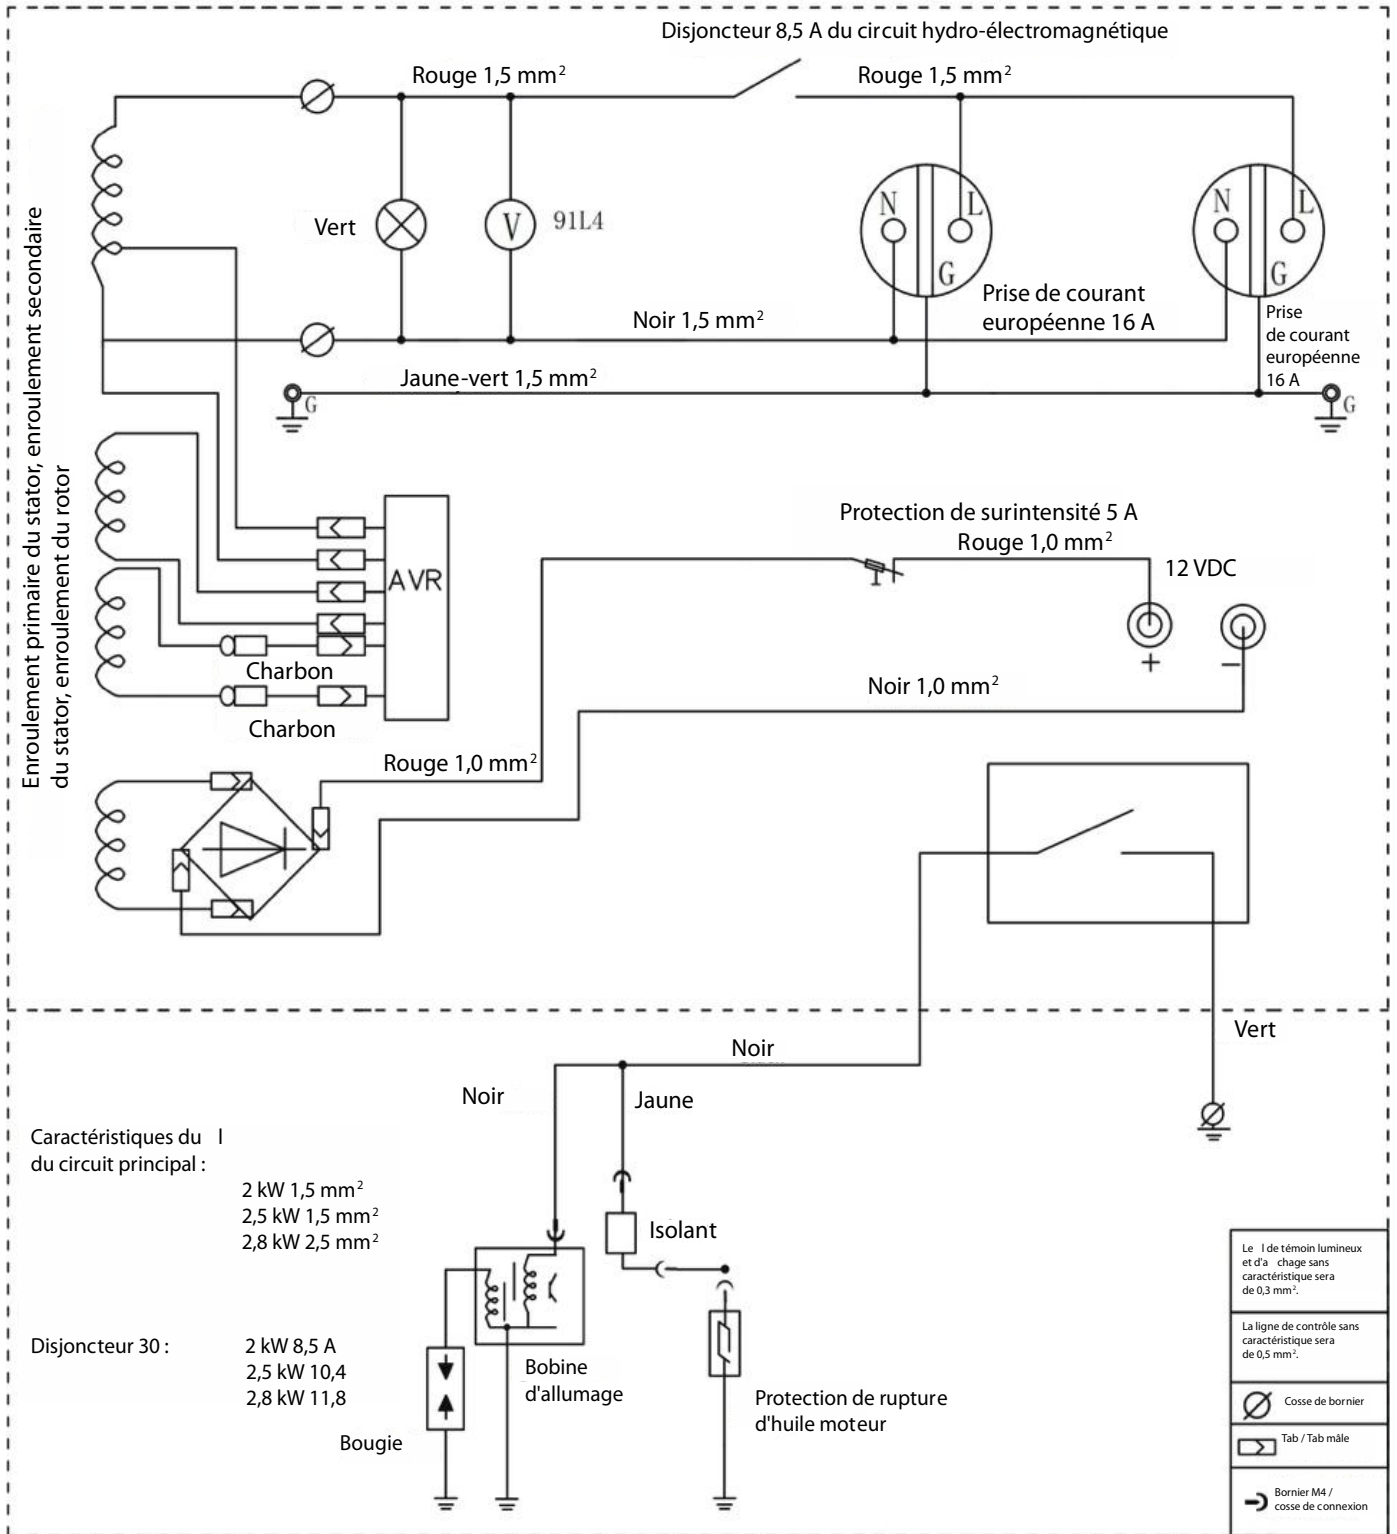 Disjoncteur 8,5 A du circuit hydro-électromagnétique
Rouge 1,5 mm²
Rouge 1,5 mm²
Enroulement primaire du stator, enroulement secondaire
du stator, enroulement du rotor
Vert
V
91L4
N
L
G
N
L
G
Prise de courant
européenne 16 A
Prise
de courant
européenne
16 A
Noir 1,5 mm²
Jaune-vert 1,5 mm²
G
G
AVR
Charbon
Charbon
Protection de surintensité 5 A
Rouge 1,0 mm²
12 VDC
+
−
Noir 1,0 mm²
Rouge 1,0 mm²
Vert
Noir
Noir
Jaune
Caractéristiques du l
du circuit principal :
2 kW 1,5 mm²
2,5 kW 1,5 mm²
2,8 kW 2,5 mm²
Isolant
Disjoncteur 30 :
2 kW 8,5 A
2,5 kW 10,4
2,8 kW 11,8
Bobine
d'allumage
Bougie
Protection de rupture
d'huile moteur
Le l de témoin lumineux
et d'a chage sans
caractéristique sera
de 0,3 mm².
La ligne de contrôle sans
caractéristique sera
de 0,5 mm².
Cosse de bornier
Tab / Tab mâle
Bornier M4 /
cosse de connexion